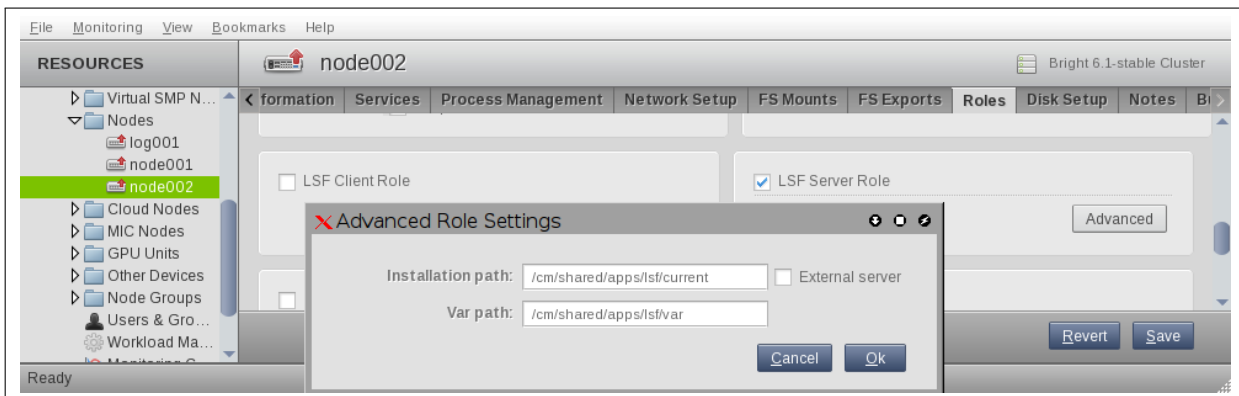 File Monitoring View Bookmarks Help
RESOURCES
node002
Bright 6.1-stable Cluster
Virtual SMP N...
Nodes
log001
node001
node002
Cloud Nodes
MIC Nodes
GPU Units
Other Devices
Node Groups
Users & Gro...
Workload Ma...
formation Services Process Management Network Setup FS Mounts FS Exports Roles Disk Setup Notes
LSF Client Role
LSF Server Role
Advanced
Advanced Role Settings
Installation path: /cm/shared/apps/lsf/current External server
Var path: /cm/shared/apps/lsf/var
Cancel Ok
Revert Save
Ready